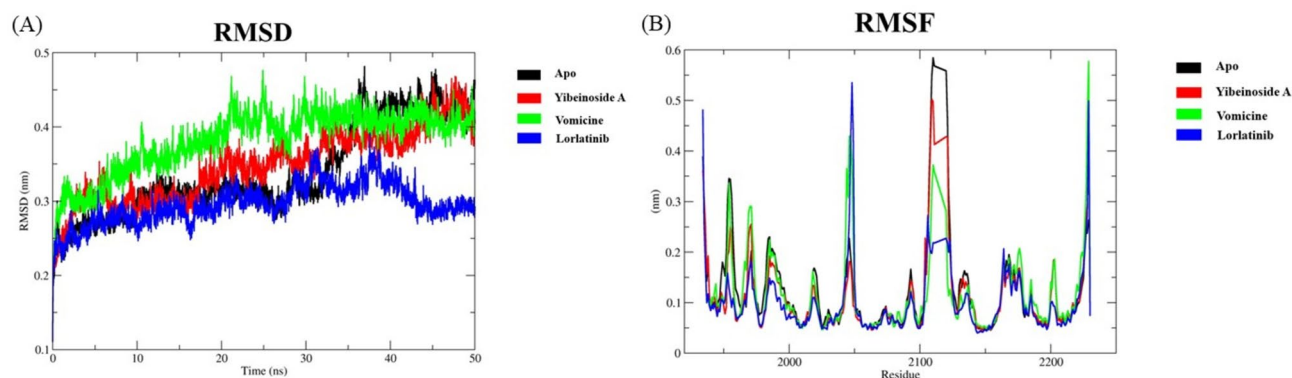 (A)
RMSD
0.5
0.4
0.3
0.2
0.1
RMSD (nm)
0 10 20 30 40 50
Time (ns)
Apo
Yibeinoside A
Vomicine
Lorlatinib
(B)
RMSF
0.6
0.5
0.4
0.3
0.2
0.1
0
(nm)
2000 2100 2200
Residue
Apo
Yibeinoside A
Vomicine
Lorlatinib